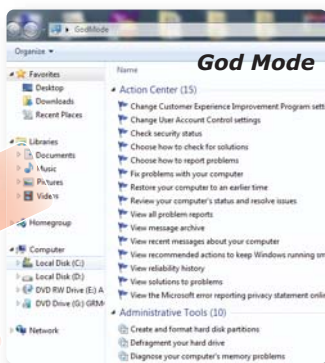 GodMode
Organize
God Mode
Name
Favorites
Desktop
Downloads
Recent Places
Libraries
Documents
Music
Pictures
Videos
Homegroup
Computer
Local Disk (C:)
Local Disk (D:)
DVD RW Drive (E:) A
DVD Drive (G:) GRM
Network
Action Center (15)
Change Customer Experience Improvement Program sett
Change User Account Control settings
Check security status
Choose how to check for solutions
Choose how to report problems
Fix problems with your computer
Restore your computer to an earlier time
Review your computer's status and resolve issues
View all problem reports
View message archive
View recent messages about your computer
View recommended actions to keep Windows running sm
View reliability history
View solutions to problems
View the Microsoft error reporting privacy statement onli
Administrative Tools (10)
Create and format hard disk partitions
Defragment your hard drive
Diagnose your computer's memory problems